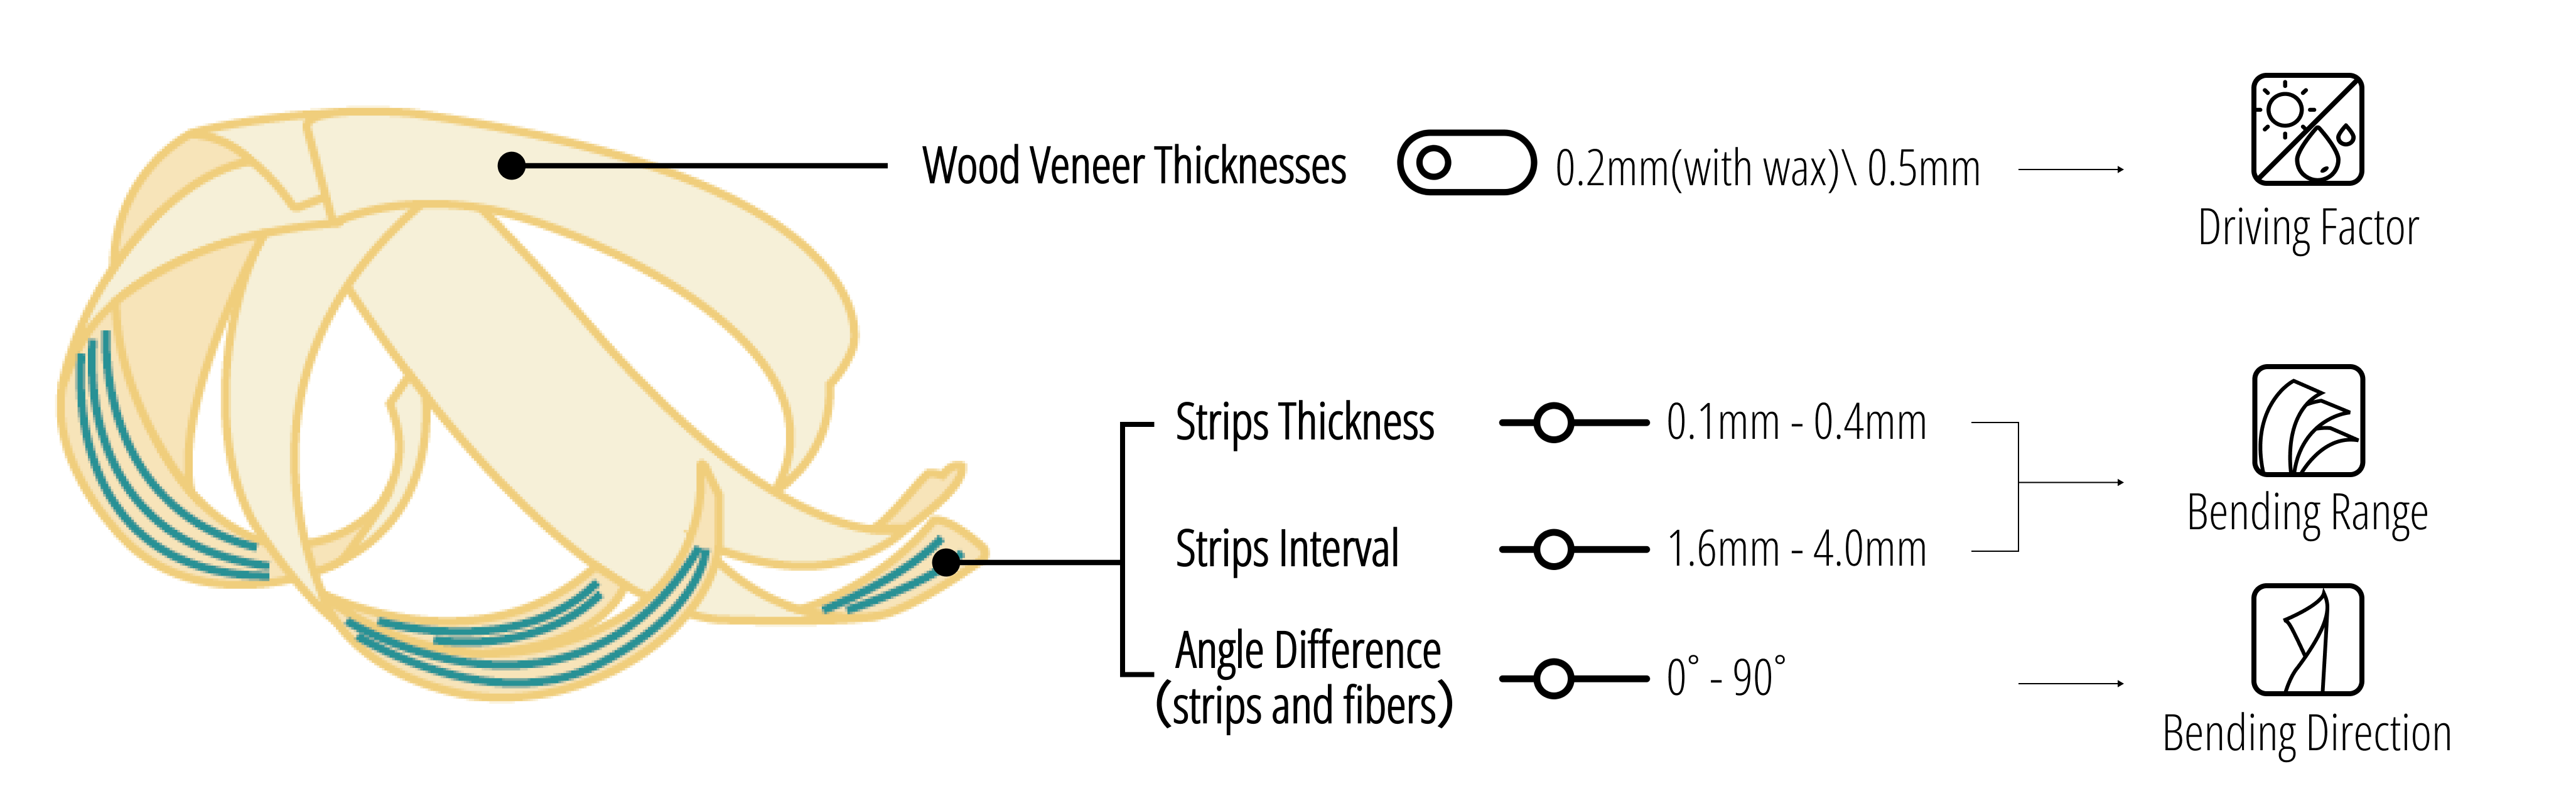 Wood Veneer Thicknesses 0.2mm(with wax)\ 0.5mm
Driving Factor
Strips Thickness 0.1mm - 0.4mm
Bending Range
Strips Interval 1.6mm - 4.0mm
Angle Difference
(strips and fibers)
0° - 90°
Bending Direction